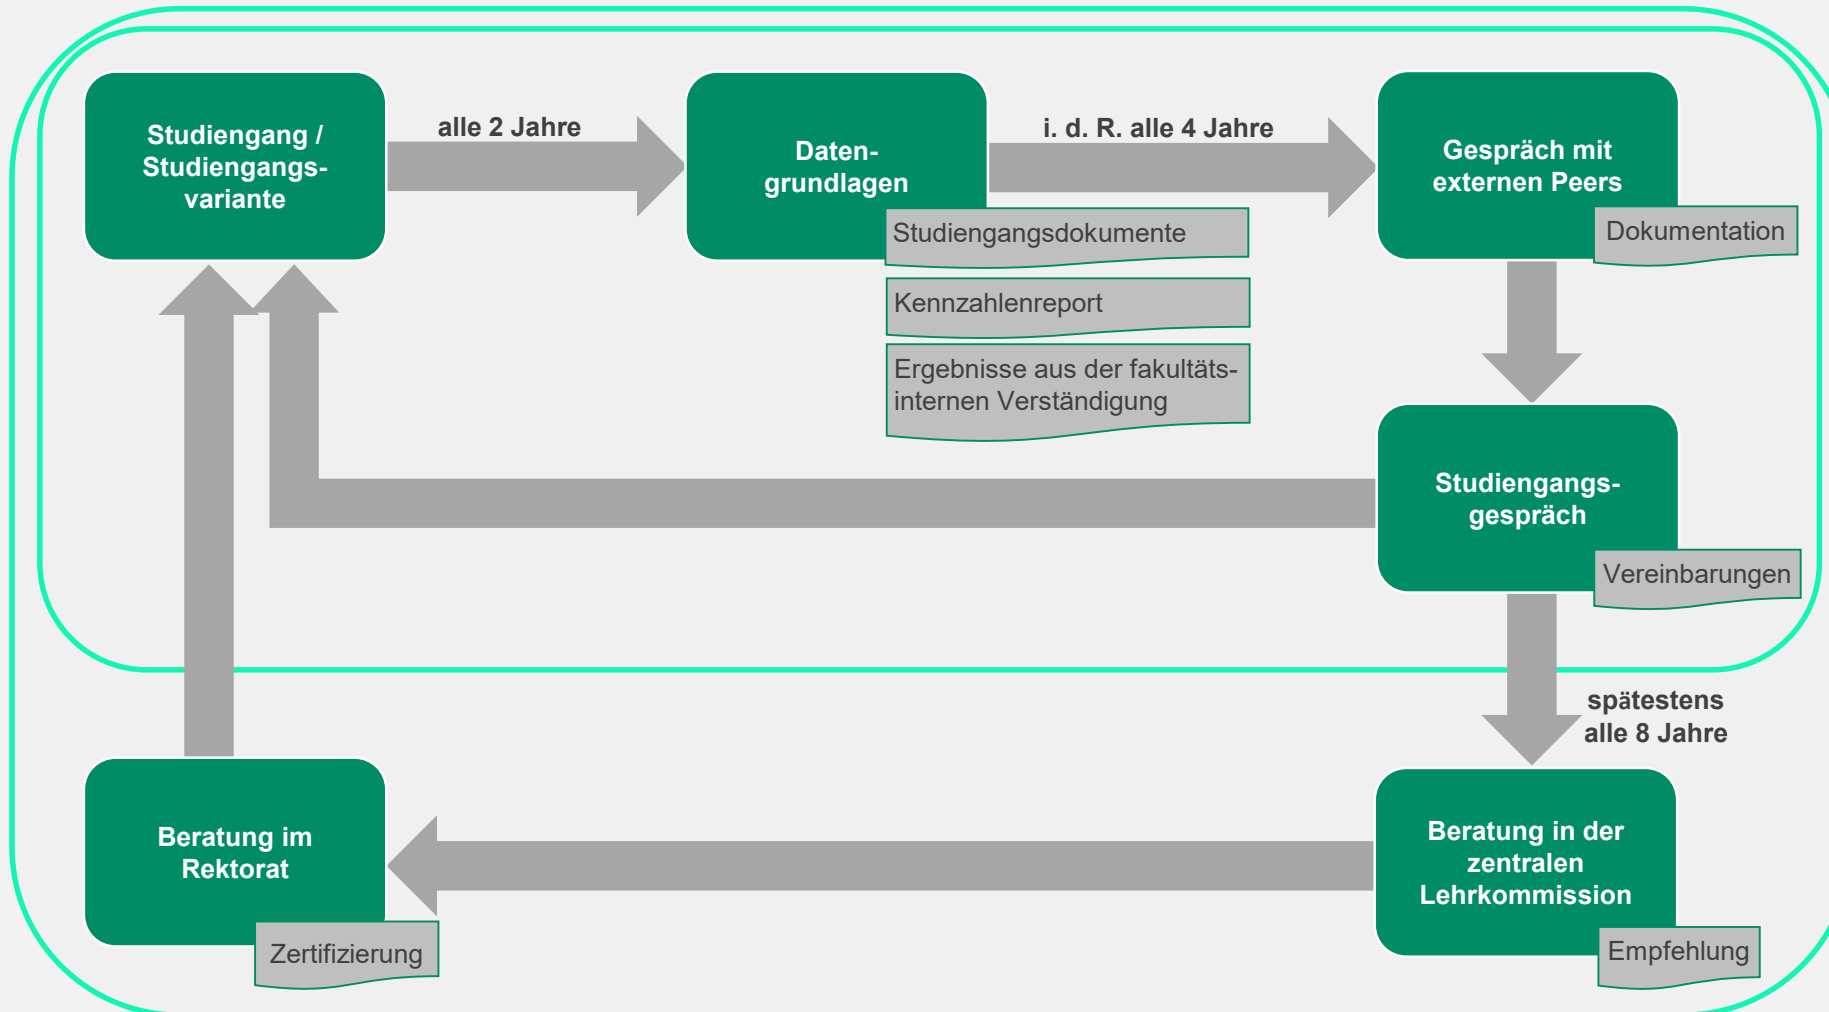 Studiengang /
Studiengangs-
variante
alle 2 Jahre
Daten-
grundlagen
Studiengangsdokumente
Kennzahlenreport
Ergebnisse aus der fakultäts-
internen Verständigung
i. d. R. alle 4 Jahre
Gespräch mit
externen Peers
Dokumentation
Studiengangs-
gespräch
Vereinbarungen
spätestens
alle 8 Jahre
Beratung in der
zentralen
Lehrkommission
Empfehlung
Beratung im
Rektorat
Zertifizierung